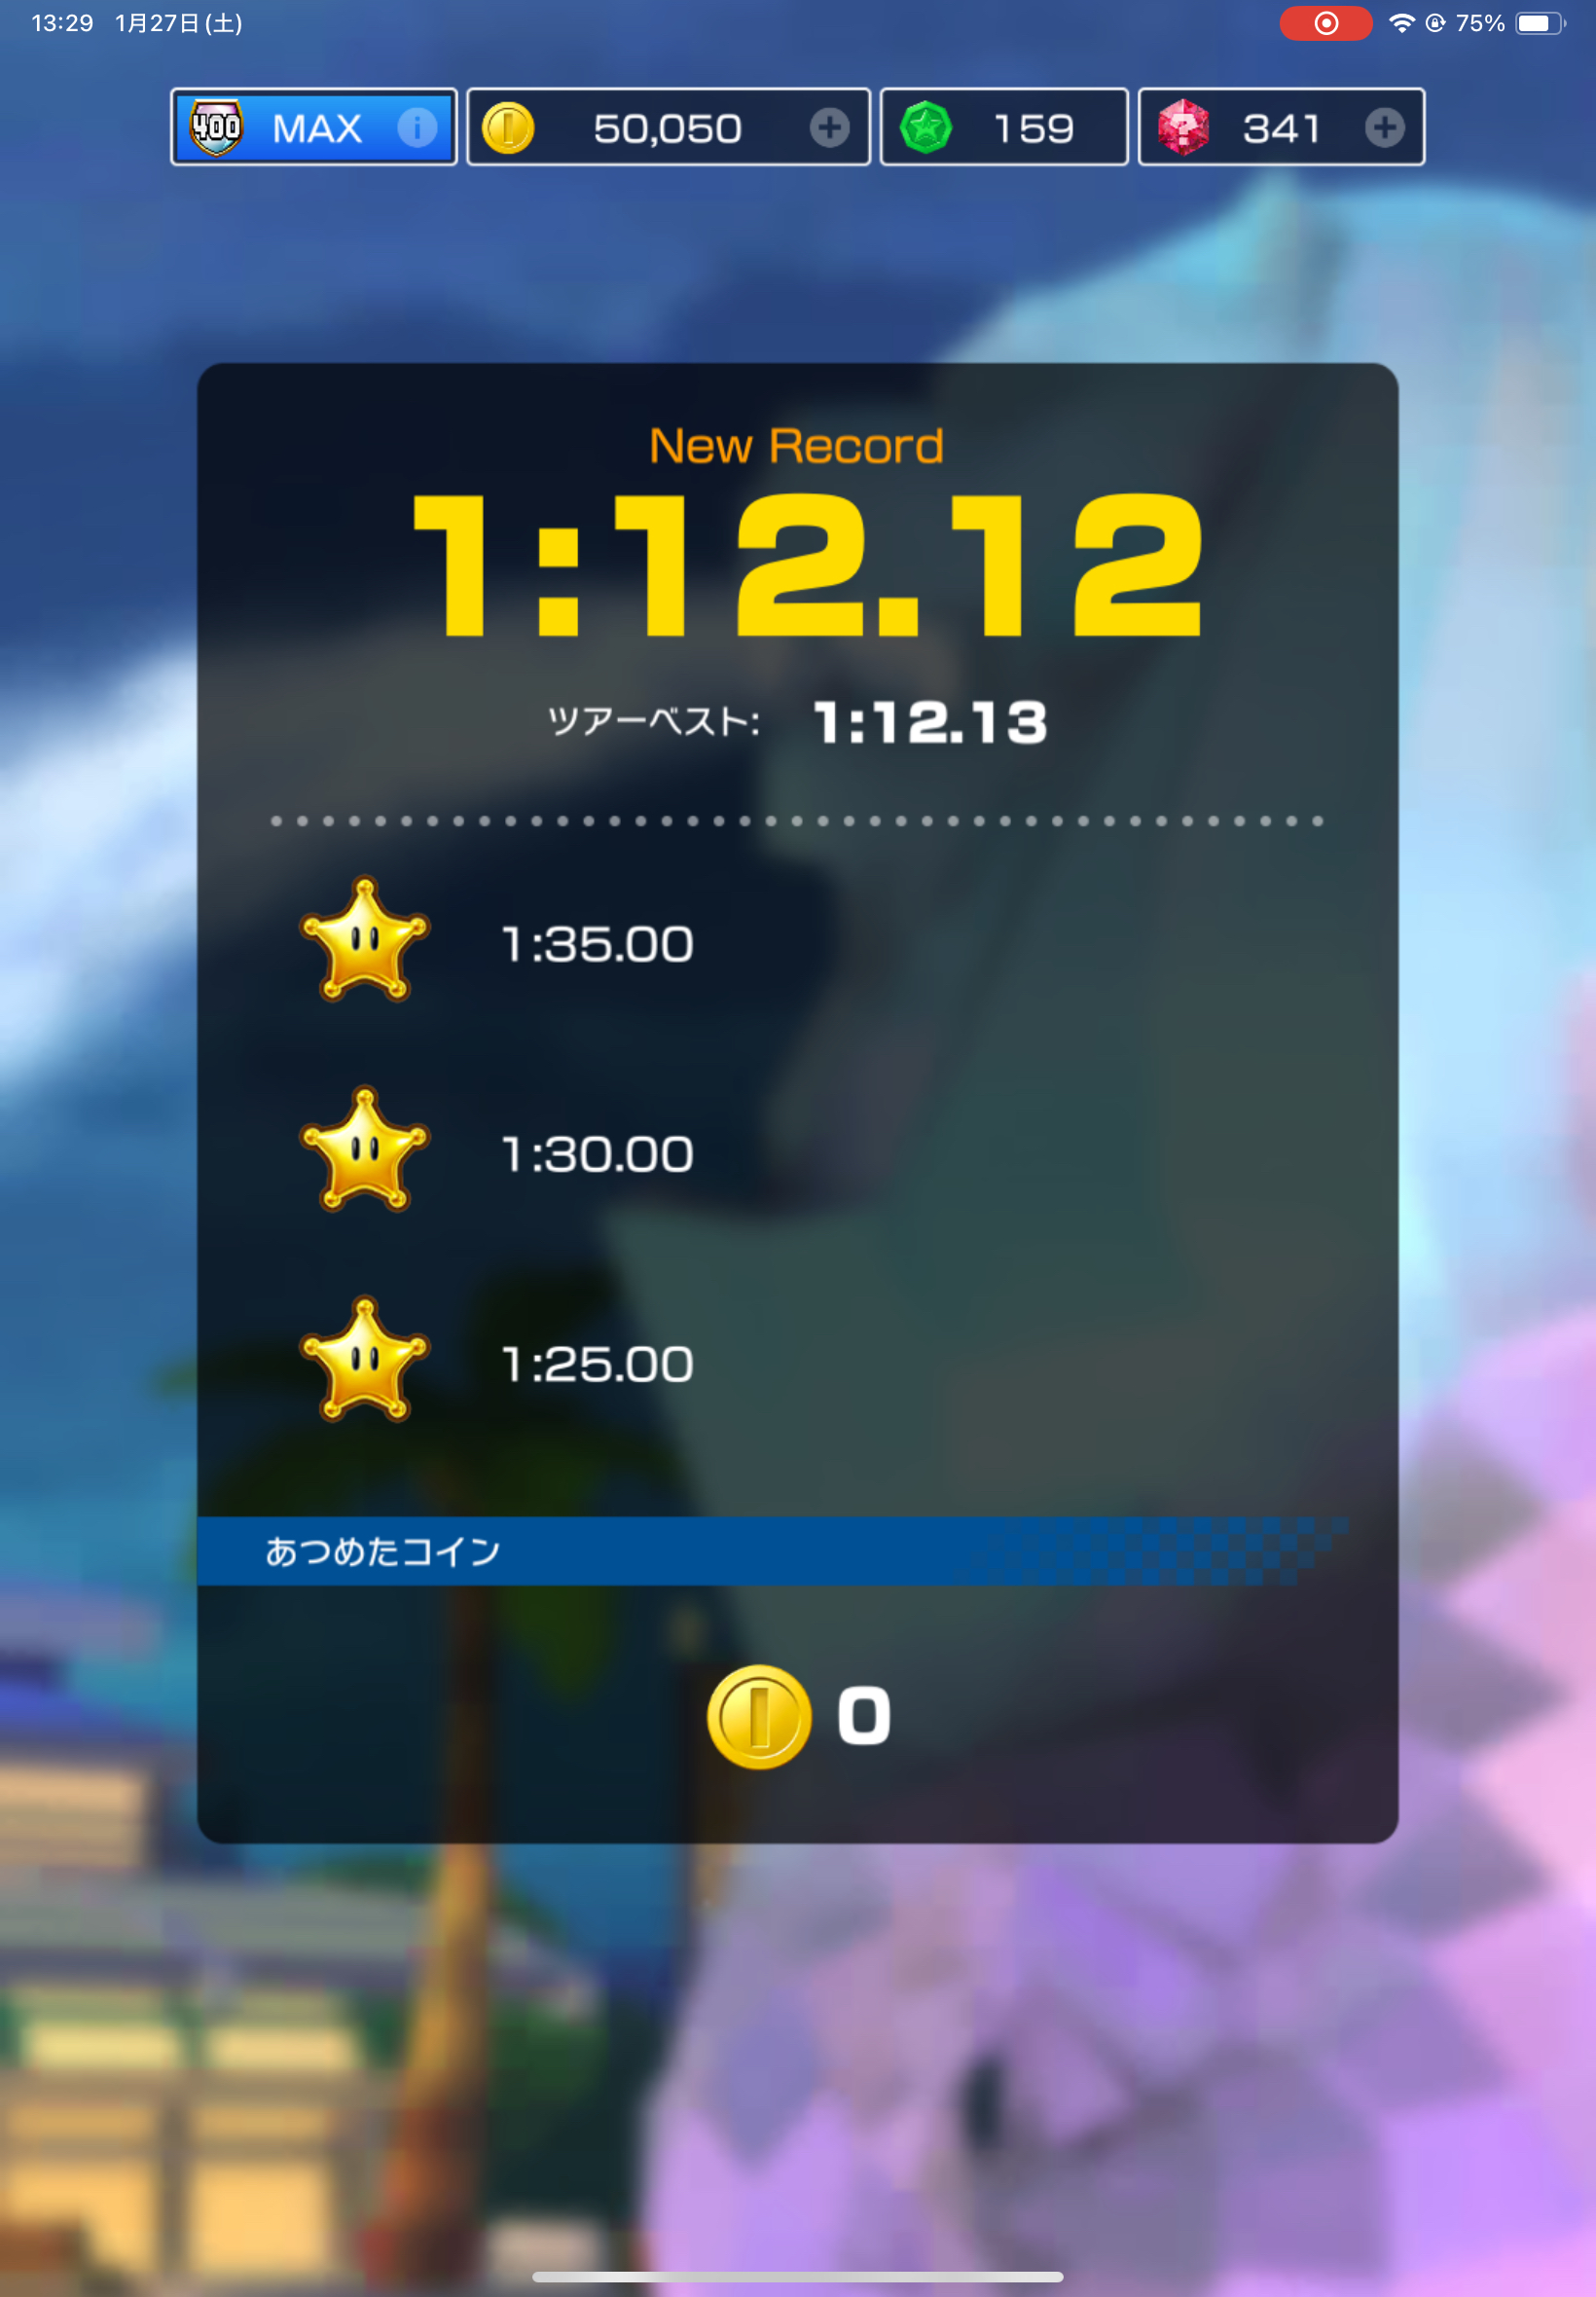 13:29 1月27日(土) 75%
400 MAX i 50,050 + 159 ? 341 +
New Record
1:12.12
ツアーベスト: 1:12.13
1:35.00
1:30.00
1:25.00
あつめたコイン
0